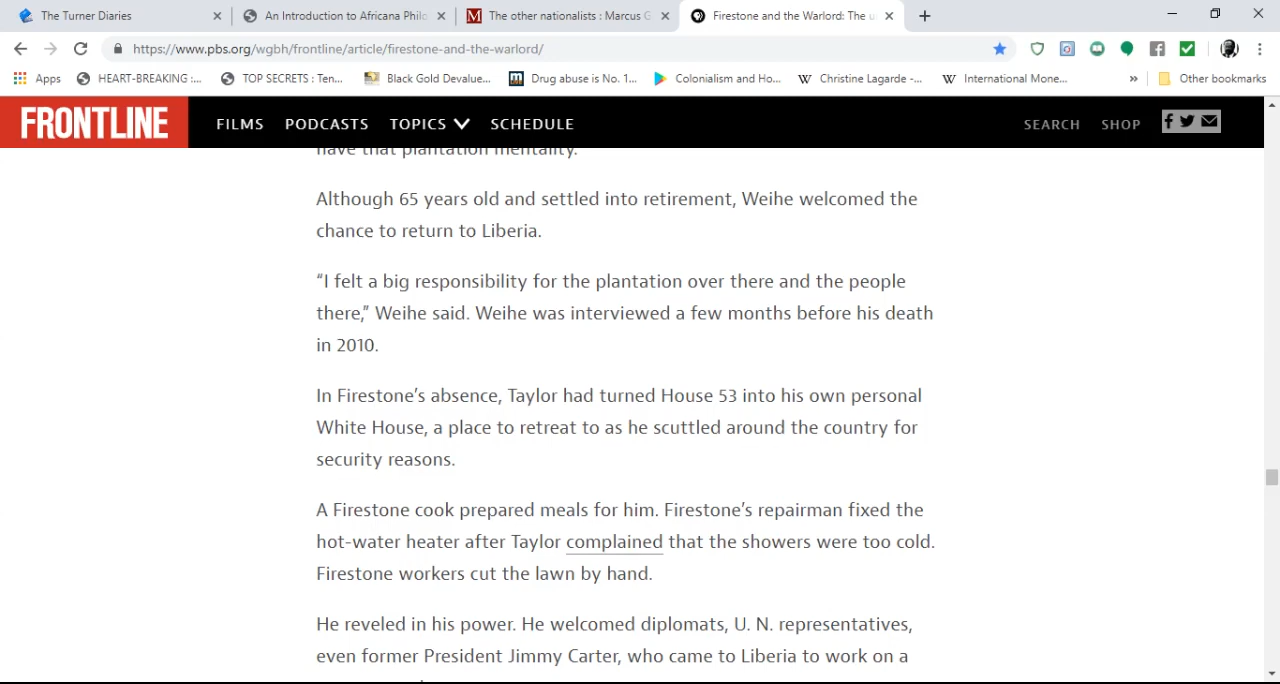 The Turner Diaries
An Introduction to Africana Philo
The other nationalists : Marcus G
Firestone and the Warlord: The u
https://www.pbs.org/wgbh/frontline/article/firestone-and-the-warlord/
Apps
HEART-BREAKING :...
TOP SECRETS : Ten...
Black Gold Devalue...
Drug abuse is No. 1...
Colonialism and Ho...
Christine Lagarde -...
International Mone...
»
Other bookmarks
FRONTLINE
FILMS
PODCASTS
TOPICS
SCHEDULE
SEARCH
SHOP
have that plantation mentality.
Although 65 years old and settled into retirement, Weihe welcomed the
chance to return to Liberia.
“I felt a big responsibility for the plantation over there and the people
there,” Weihe said. Weihe was interviewed a few months before his death
in 2010.
In Firestone’s absence, Taylor had turned House 53 into his own personal
White House, a place to retreat to as he scuttled around the country for
security reasons.
A Firestone cook prepared meals for him. Firestone’s repairman fixed the
hot-water heater after Taylor complained that the showers were too cold.
Firestone workers cut the lawn by hand.
He reveled in his power. He welcomed diplomats, U. N. representatives,
even former President Jimmy Carter, who came to Liberia to work on a